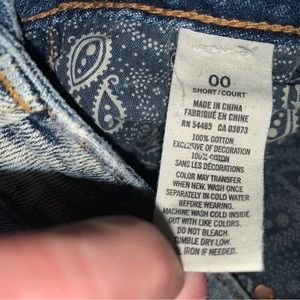 00
SHORT/COURT
MADE IN CHINA
FABRIQUÉ EN CHINE
RN 54485 CA 03873
100% COTTON
EXCLUSIVE OF DECORATION
100% COTON
SANS LES DÉCORATIONS
COLOR MAY TRANSFER
WHEN NEW. WASH ONCE
SEPARATELY IN COLD WATER
BEFORE WEARING.
MACHINE WASH COLD INSIDE
OUT WITH LIKE COLORS.
DO NOT BLEACH.
TUMBLE DRY LOW.
IRON IF NEEDED.